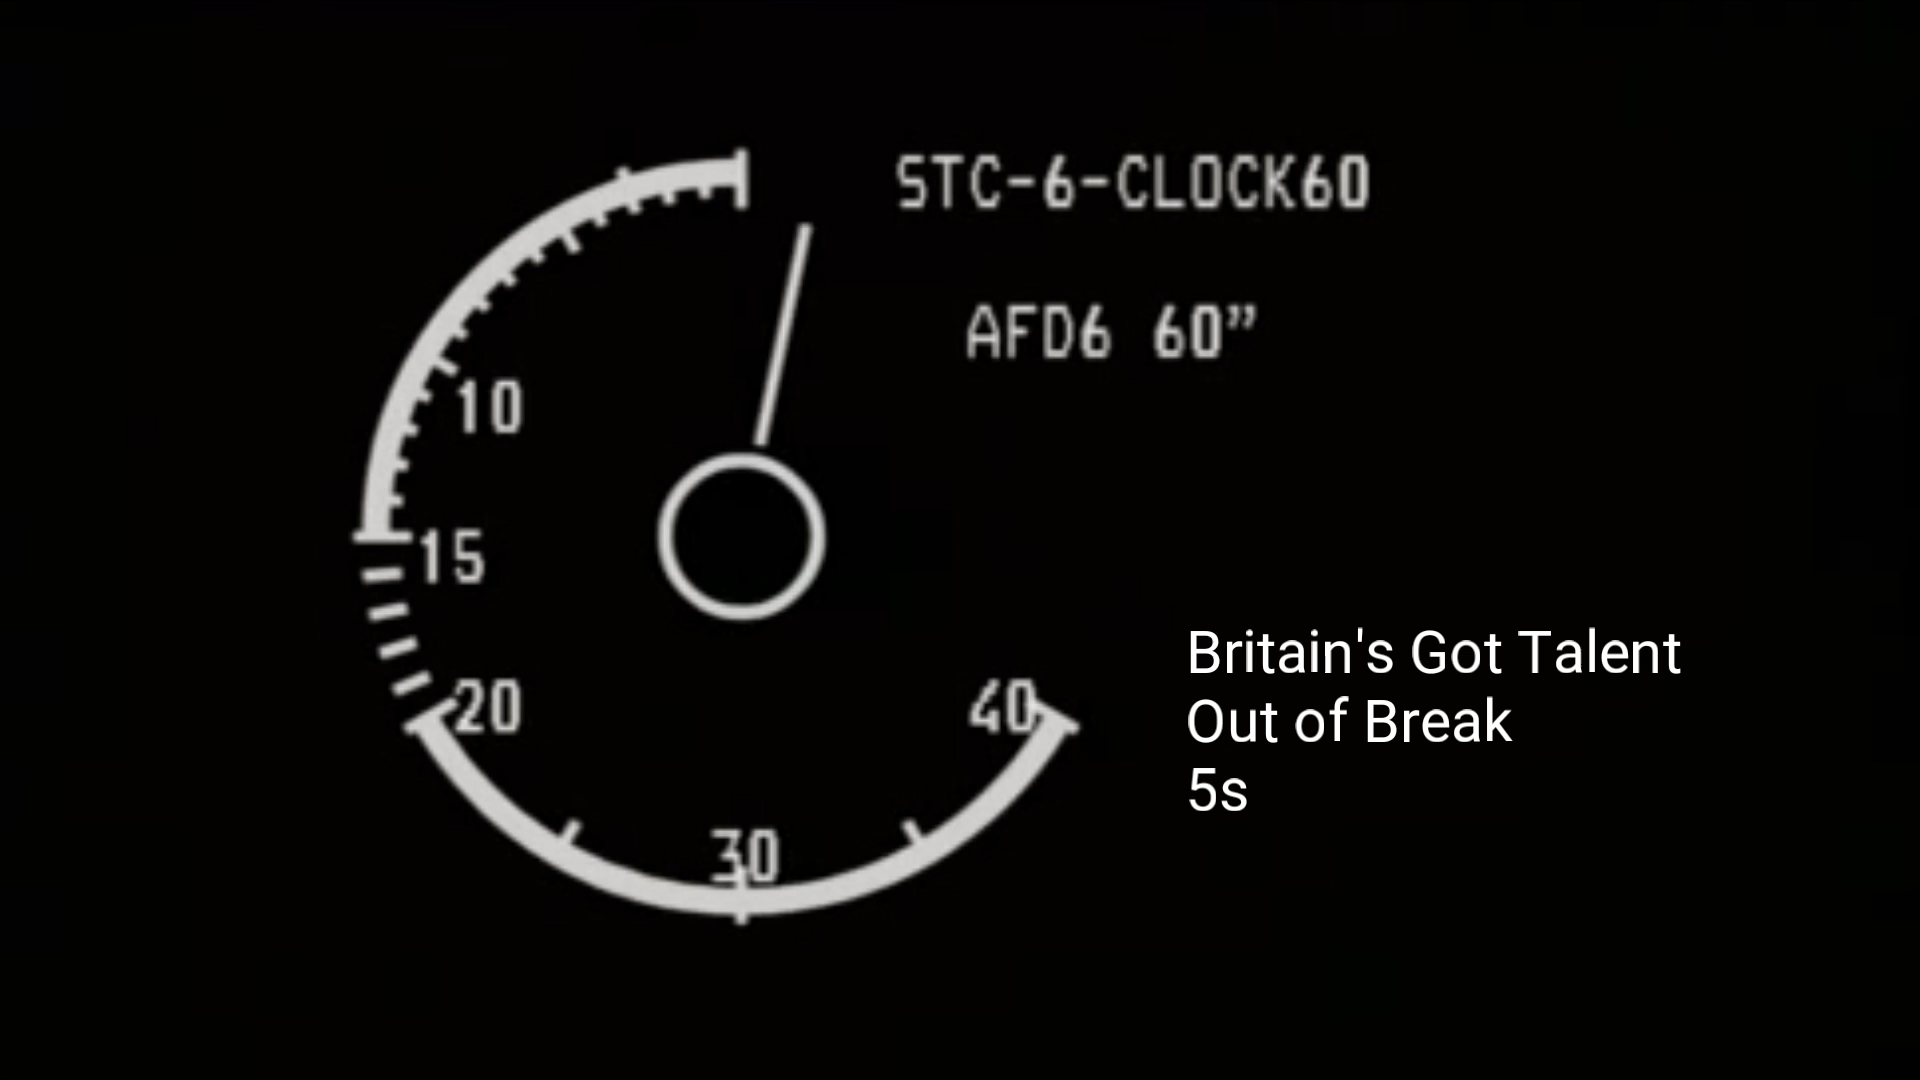 STC-6-CLOCK60
AFD6 60”
10
15
20
40
30
Britain's Got Talent
Out of Break
5s